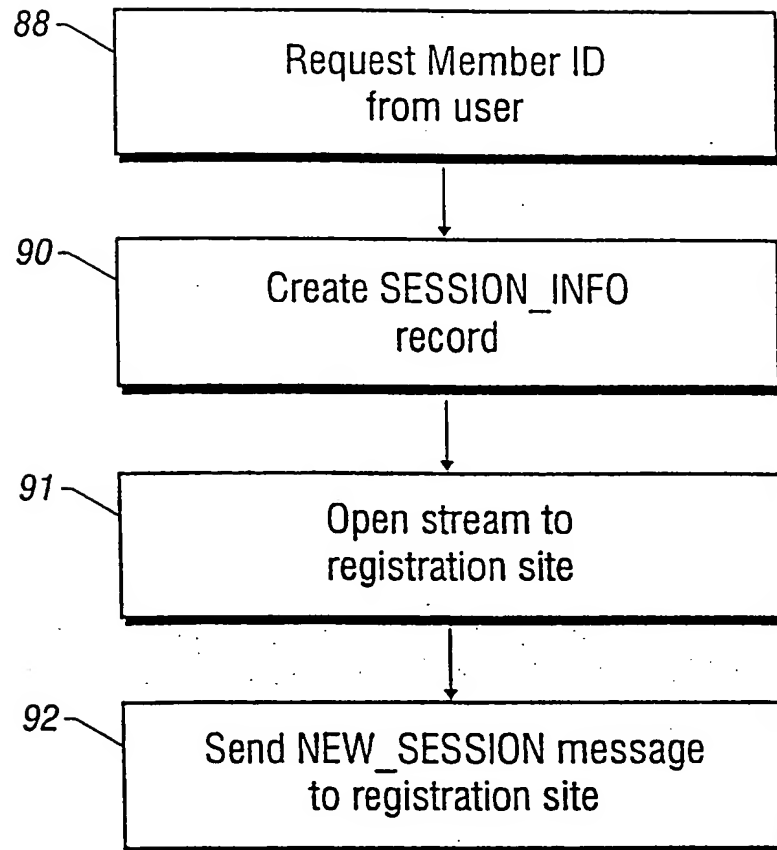 88
Request Member ID
from user
90
Create SESSION_INFO
record
91
Open stream to
registration site
92
Send NEW_SESSION message
to registration site